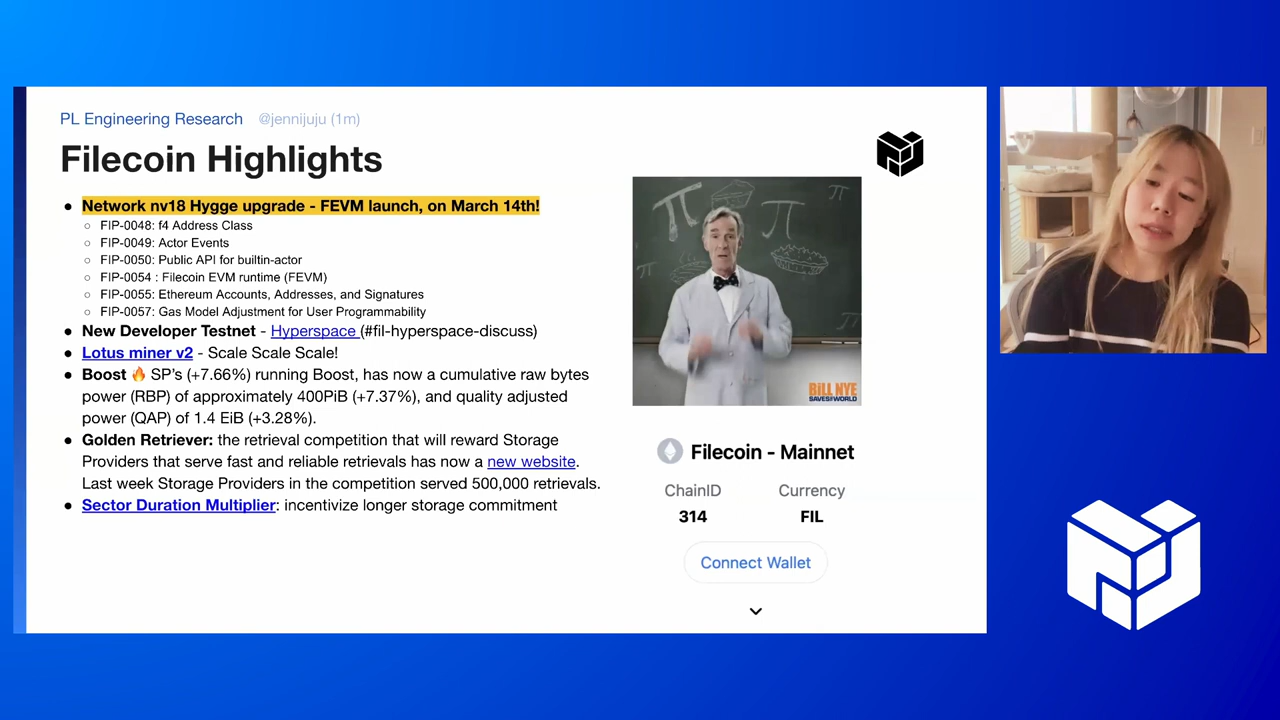 PL Engineering Research @jennijuju (1m)
Filecoin Highlights
● Network nv18 Hygge upgrade - FEVM launch, on March 14th!
○ FIP-0048: f4 Address Class
○ FIP-0049: Actor Events
○ FIP-0050: Public API for builtin-actor
○ FIP-0054 : Filecoin EVM runtime (FEVM)
○ FIP-0055: Ethereum Accounts, Addresses, and Signatures
○ FIP-0057: Gas Model Adjustment for User Programmability
● New Developer Testnet - Hyperspace (#fil-hyperspace-discuss)
● Lotus miner v2 - Scale Scale Scale!
● Boost 🔥 SP's (+7.66%) running Boost, has now a cumulative raw bytes
power (RBP) of approximately 400PiB (+7.37%), and quality adjusted
power (QAP) of 1.4 EiB (+3.28%).
● Golden Retriever: the retrieval competition that will reward Storage
Providers that serve fast and reliable retrievals has now a new website.
Last week Storage Providers in the competition served 500,000 retrievals.
● Sector Duration Multiplier: incentivize longer storage commitment
π π π π π
BILL NYE
SAVES THE WORLD
Filecoin - Mainnet
ChainID Currency
314 FIL
Connect Wallet